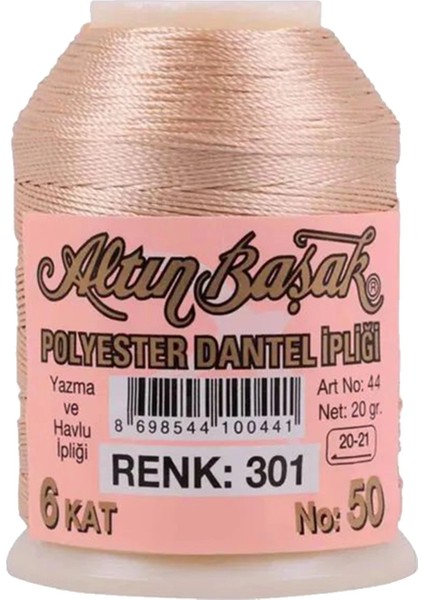 Altın Başak ®
POLYESTER DANTEL İPLİĞİ
Yazma
ve
Havlu
İpliği
8 698544 100441
Art No: 44
Net: 20 gr.
20-21
RENK: 301
6 KAT
No: 50